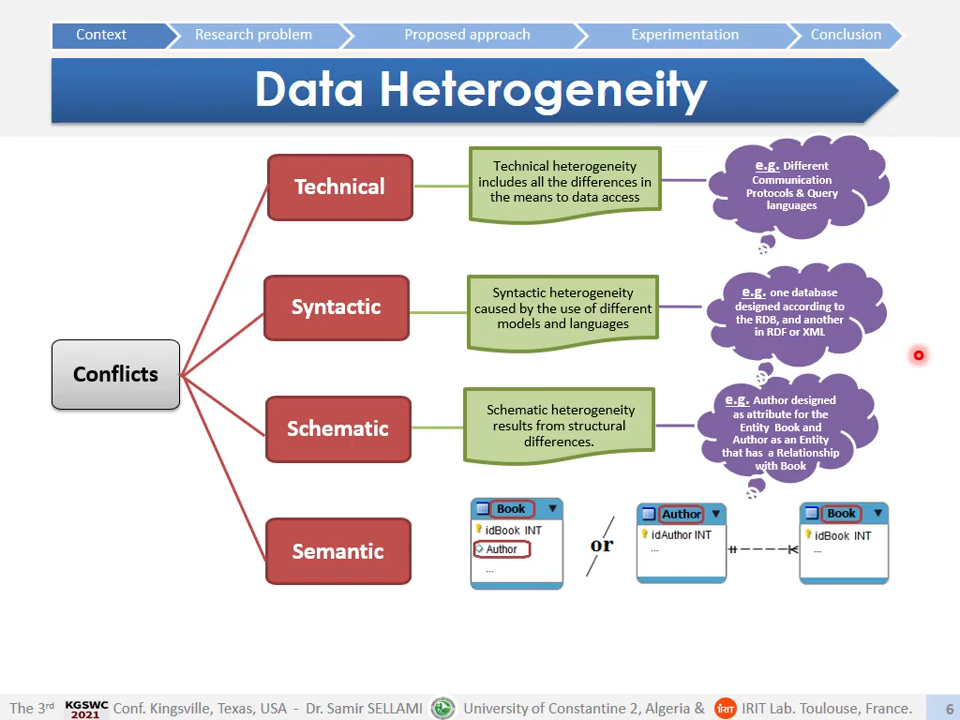 Context
Research problem
Proposed approach
Experimentation
Conclusion
Data Heterogeneity
Conflicts
Technical
Technical heterogeneity
includes all the differences in
the means to data access
e.g. Different
Communication
Protocols & Query
languages
Syntactic
Syntactic heterogeneity
caused by the use of different
models and languages
e.g. one database
designed according to
the RDB, and another
in RDF or XML
Schematic
Schematic heterogeneity
results from structural
differences.
e.g. Author designed
as attribute for the
Entity Book and
Author as an Entity
that has a Relationship
with Book
Semantic
Book
idBook INT
Author
...
or
Author
idAuthor INT
...
Book
idBook INT
...
The 3rd KGSWC 2021 Conf. Kingsville, Texas, USA - Dr. Samir SELLAMI University of Constantine 2, Algeria & IRIT IRIT Lab. Toulouse, France. 6